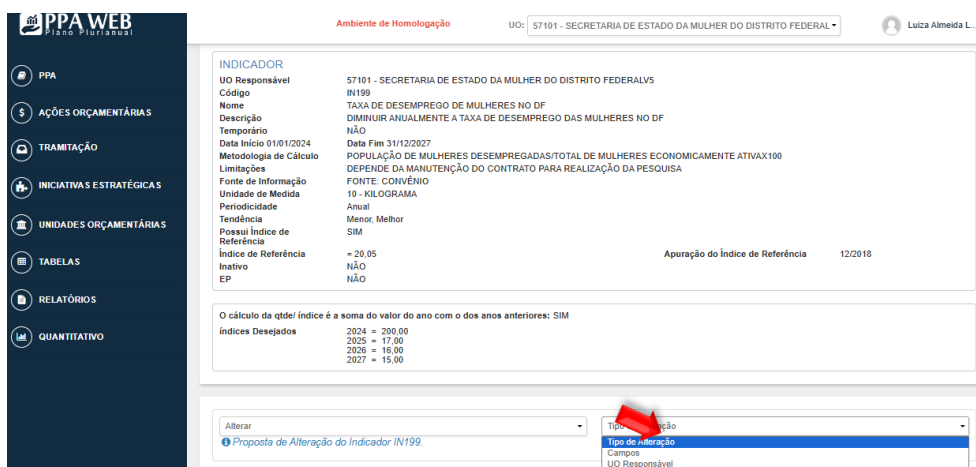 PPA WEB
Plano Plurianual
Ambiente de Homologação
UO: 57101 - SECRETARIA DE ESTADO DA MULHER DO DISTRITO FEDERAL
Luiza Almeida L...
PPA
AÇÕES ORÇAMENTÁRIAS
TRAMITAÇÃO
INICIATIVAS ESTRATÉGICAS
UNIDADES ORÇAMENTÁRIAS
TABELAS
RELATÓRIOS
QUANTITATIVO
INDICADOR
UO Responsável 57101 - SECRETARIA DE ESTADO DA MULHER DO DISTRITO FEDERALV5
Código IN199
Nome TAXA DE DESEMPREGO DE MULHERES NO DF
Descrição DIMINUIR ANUALMENTE A TAXA DE DESEMPREGO DAS MULHERES NO DF
Temporário NÃO
Data Início 01/01/2024 Data Fim 31/12/2027
Metodologia de Cálculo POPULAÇÃO DE MULHERES DESEMPREGADAS/TOTAL DE MULHERES ECONOMICAMENTE ATIVAX100
Limitações DEPENDE DA MANUTENÇÃO DO CONTRATO PARA REALIZAÇÃO DA PESQUISA
Fonte de Informação FONTE: CONVÊNIO
Unidade de Medida 10 - KILOGRAMA
Periodicidade Anual
Tendência Menor, Melhor
Possui Índice de SIM
Referência
Índice de Referência = 20,05 Apuração do Índice de Referência 12/2018
Inativo NÃO
EP NÃO
O cálculo da qtde/ índice é a soma do valor do ano com o dos anos anteriores: SIM
índices Desejados 2024 = 200,00
2025 = 17,00
2026 = 16,00
2027 = 15,00
Alterar
Proposta de Alteração do Indicador IN199.
Tipo de Alteração
Campos
UO Responsável